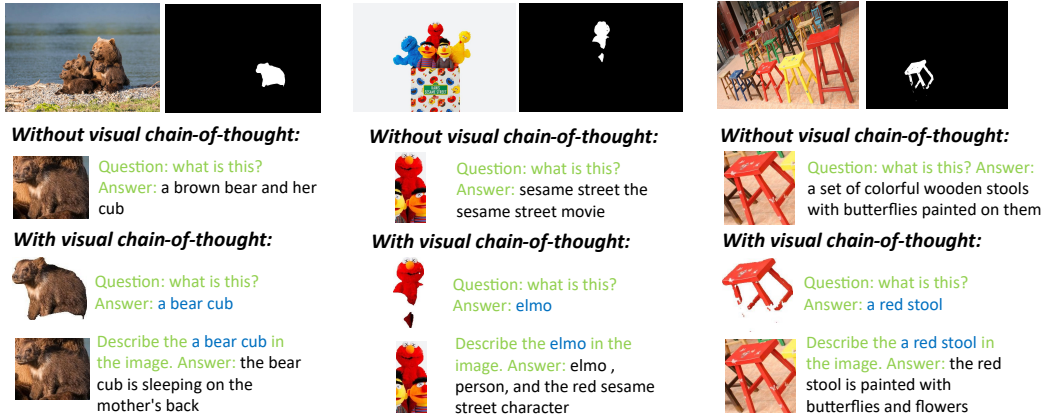 Without visual chain-of-thought:
Question: what is this?
Answer: a brown bear and her
cub
With visual chain-of-thought:
Question: what is this?
Answer: a bear cub
Describe the a bear cub in
the image. Answer: the bear
cub is sleeping on the
mother's back
Without visual chain-of-thought:
Question: what is this?
Answer: sesame street the
sesame street movie
With visual chain-of-thought:
Question: what is this?
Answer: elmo
Describe the elmo in the
image. Answer: elmo ,
person, and the red sesame
street character
Without visual chain-of-thought:
Question: what is this? Answer:
a set of colorful wooden stools
with butterflies painted on them
With visual chain-of-thought:
Question: what is this?
Answer: a red stool
Describe the a red stool in
the image. Answer: the red
stool is painted with
butterflies and flowers